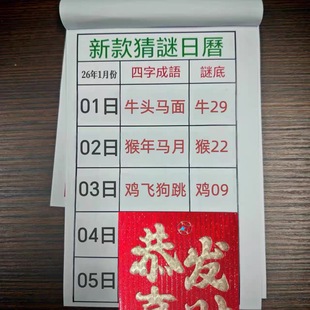 新款猜謎日曆
26年1月份 四字成語 謎底
01日 牛头马面 牛29
02日 猴年马月 猴22
03日 鸡飞狗跳 鸡09
04日
05日
恭 发